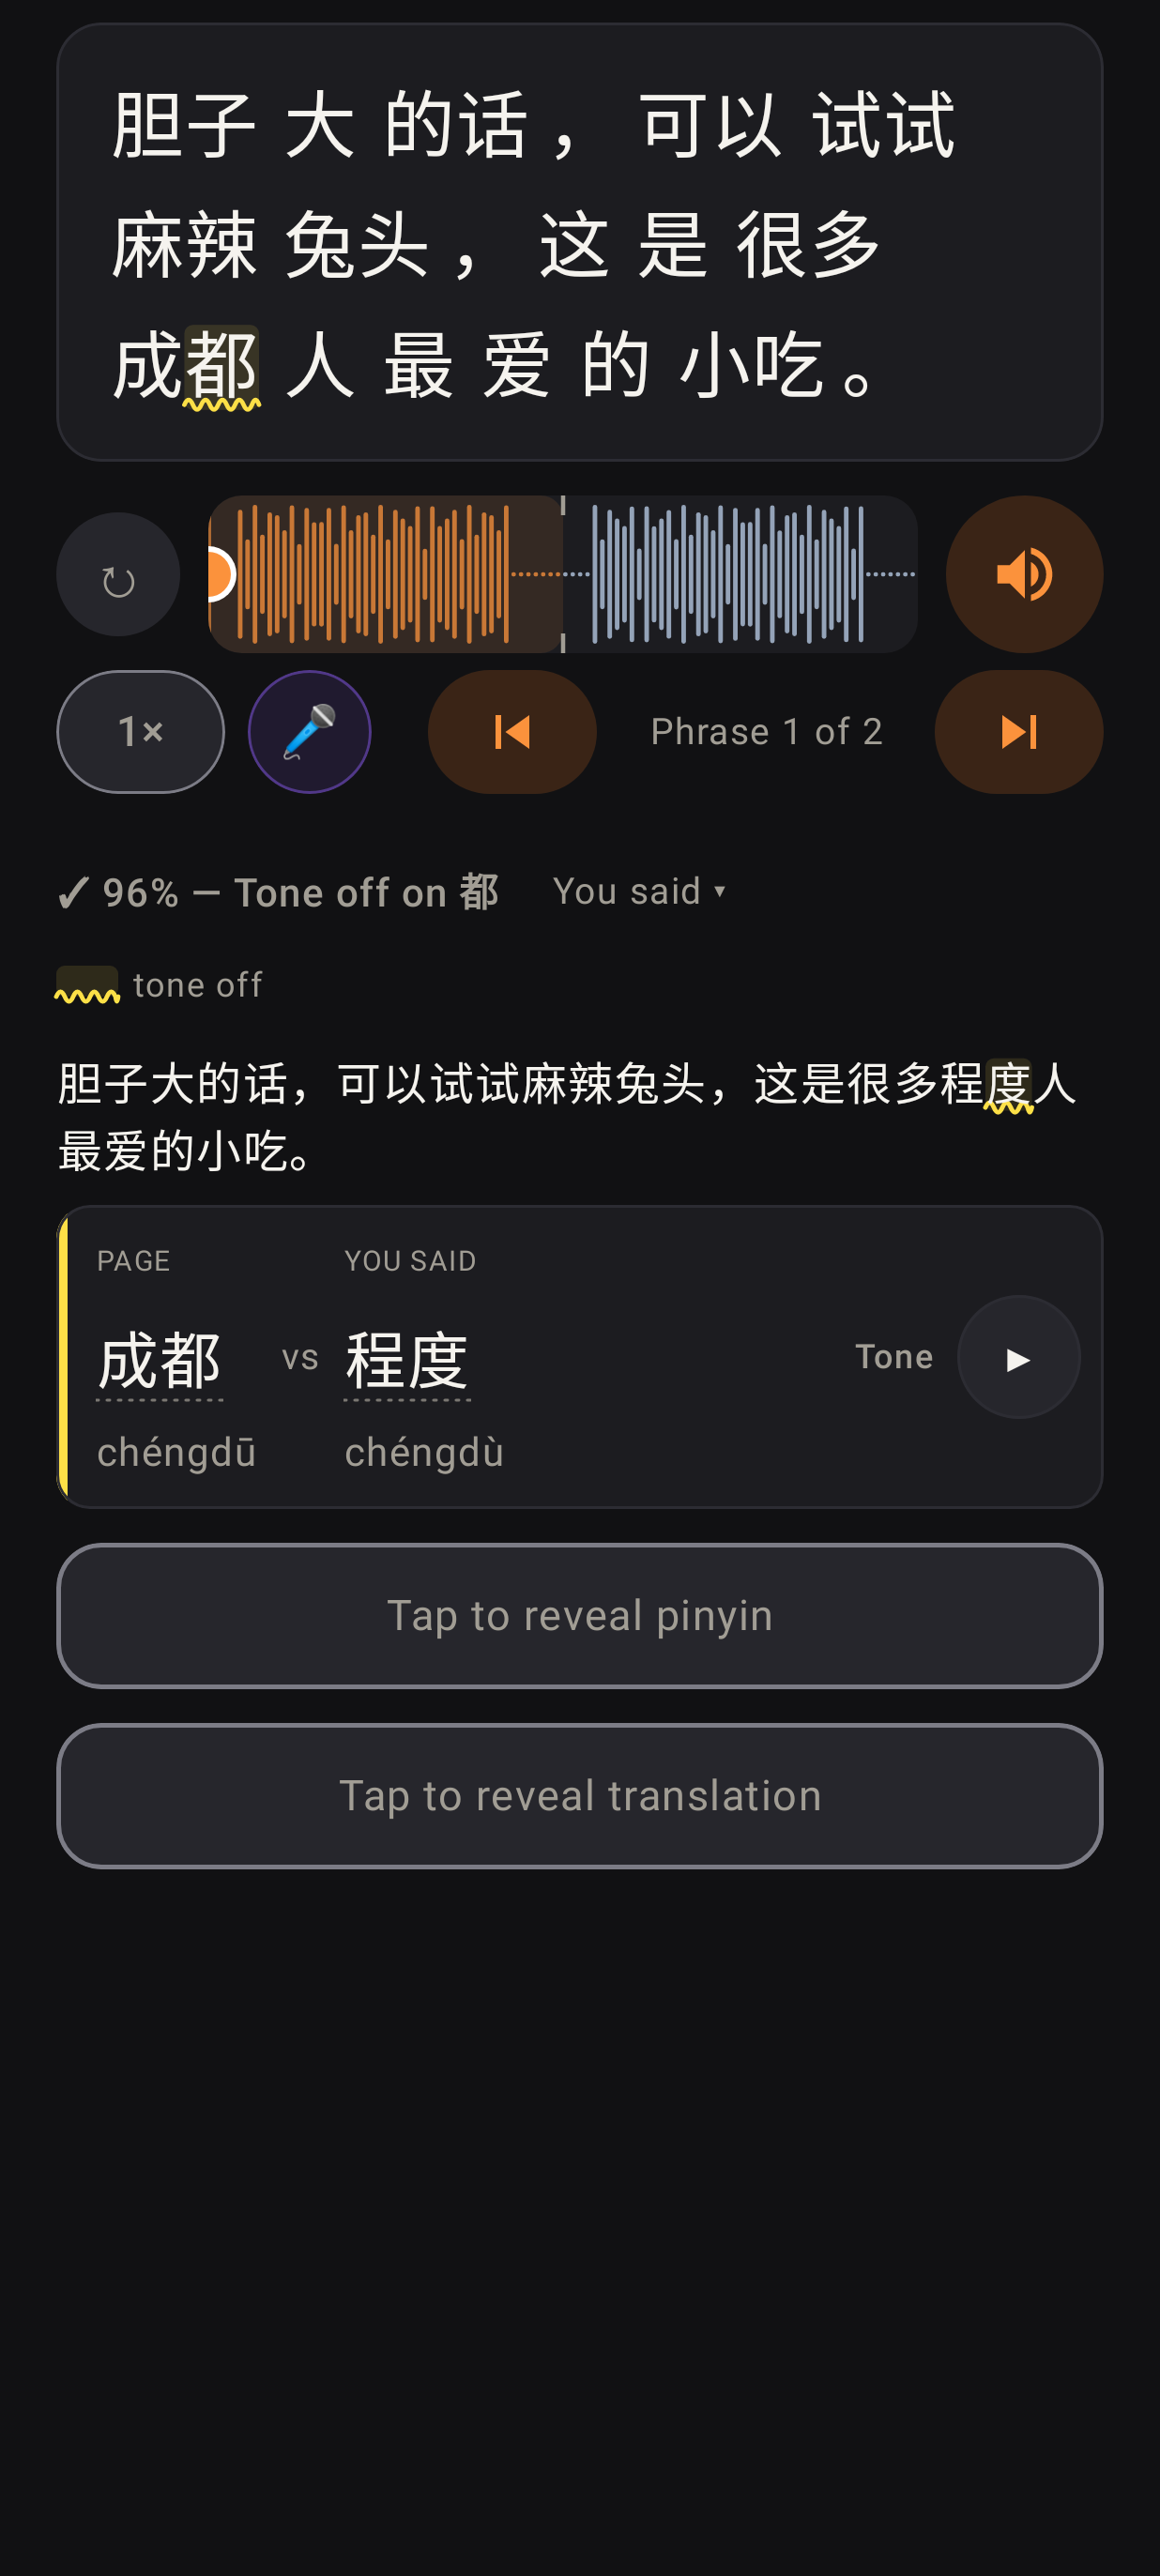 胆子 大 的话 ， 可以 试试
麻辣 兔头 ， 这 是 很多
成都 人 最 爱 的 小吃 。
1×
Phrase 1 of 2
✓ 96% — Tone off on 都 You said ▾
tone off
胆子大的话，可以试试麻辣兔头，这是很多程度人
最爱的小吃。
PAGE YOU SAID
成都 vs 程度 Tone
chéngdū chéngdù
Tap to reveal pinyin
Tap to reveal translation